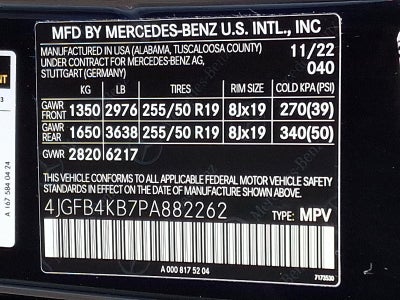 MFD BY MERCEDES-BENZ U.S. INTL., INC
MANUFACTURED IN USA (ALABAMA, TUSCALOOSA COUNTY) 11/22
UNDER CONTRACT FOR MERCEDES-BENZ AG, 040
STUTTGART (GERMANY)
KG LB TIRES RIM SIZE COLD KPA (PSI)
GAWR FRONT 1350 2976 255/50 R19 8Jx19 270(39)
GAWR REAR 1650 3638 255/50 R19 8Jx19 340(50)
GVWR 2820 6217
THIS VEHICLE CONFORMS TO ALL APPLICABLE FEDERAL MOTOR VEHICLE SAFETY
STANDARDS IN EFFECT ON THE DATE OF MANUFACTURE SHOWN ABOVE.
4JGFB4KB7PA882262 TYPE: MPV
A 000 817 52 04 7173530
A 167 584 04 24